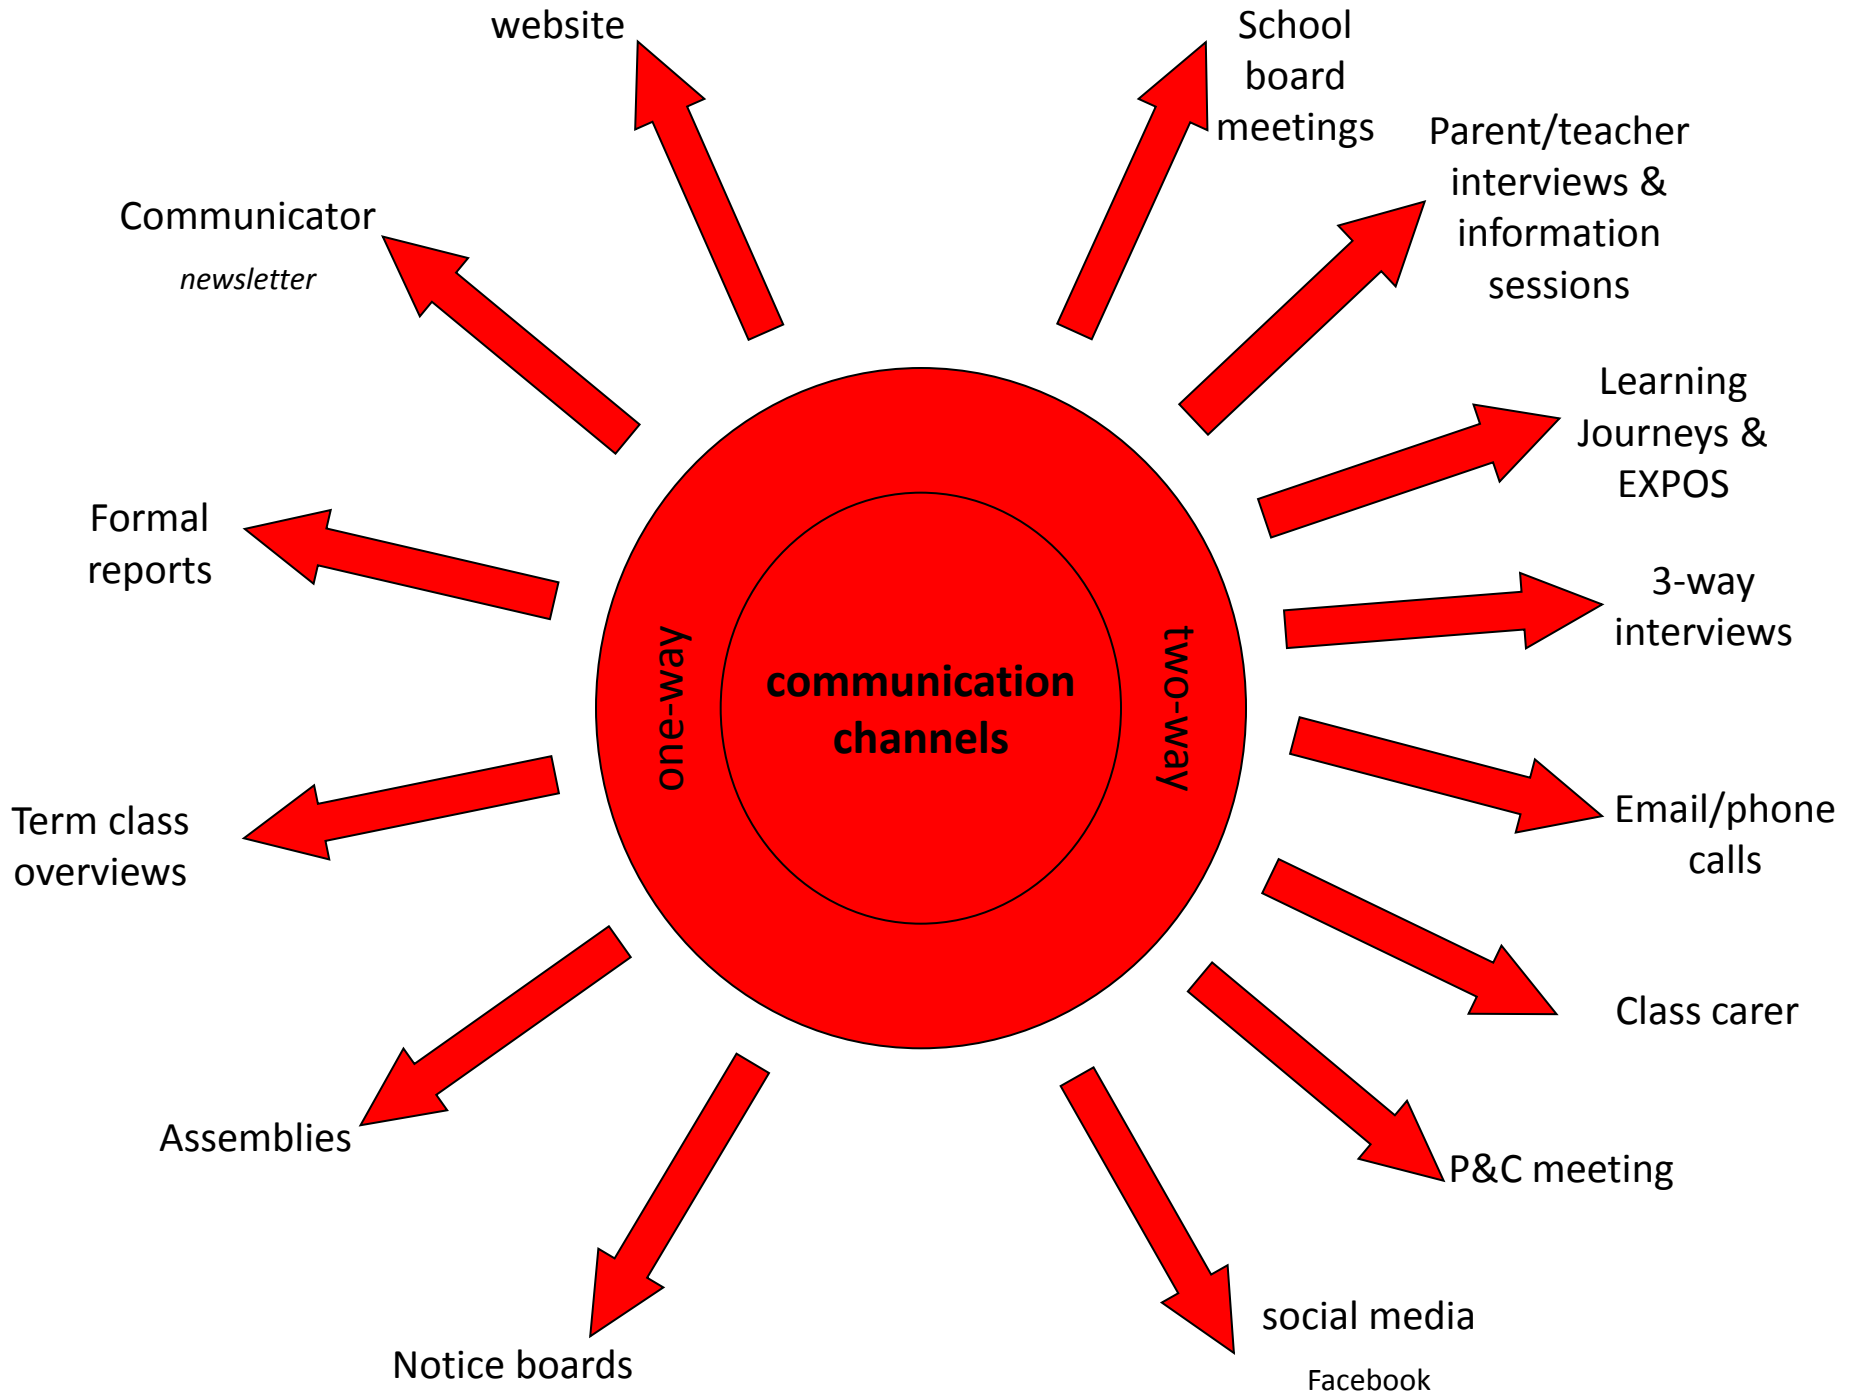 website
Communicator
newsletter
Formal
reports
Term class
overviews
Assemblies
Notice boards
one-way
communication
channels
two-way
School
board
meetings
Parent/teacher
interviews &
information
sessions
Learning
Journeys &
EXPOS
3-way
interviews
Email/phone
calls
Class carer
P&C meeting
social media
Facebook